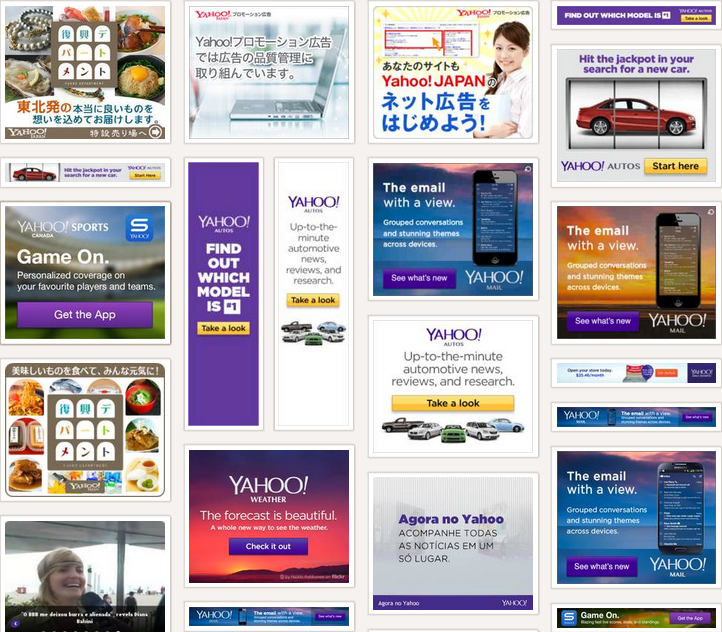 復 興 デ
パ ー ト
メ ン ト
東北発の本当に良いものを
想いを込めてお届けします。
YAHOO!
JAPAN
特設売り場へ
Hit the jackpot in your
search for a new car.
YAHOO! AUTOS
Start here
YAHOO! SPORTS
CANADA
YAHOO!
Game On.
Personalized coverage on
your favourite players and teams.
Get the App
美味しいものを食べて、みんな元気に!
復 興 デ
パ ー ト
メ ン ト
YAHOO!
JAPAN
"O BBB me deixou burra e alienada", revela Diana
Balsini
YAHOO! プロモーション広告
JAPAN
Yahoo!プロモーション広告
では広告の品質管理に
取り組んでいます。
YAHOO!
AUTOS
FIND
OUT
WHICH
MODEL
IS #1
Take a look
YAHOO!
AUTOS
Up-to-the-
minute
automotive
news,
reviews, and
research.
Take a look
YAHOO!
WEATHER
The forecast is beautiful.
A whole new way to see the weather.
Check it out
flickr
YAHOO!
MAIL
The email with a view.
See what's new
YAHOO! プロモーション広告
JAPAN
あなたのサイトも
Yahoo! JAPANの
ネット広告を
はじめよう!
The email
with a view.
Grouped conversations
and stunning themes
across devices.
See what's new
YAHOO!
MAIL
YAHOO!
AUTOS
Up-to-the-minute
automotive news,
reviews, and research.
Take a look
Agora no Yahoo
ACOMPANHE TODAS
AS NOTÍCIAS EM UM
SÓ LUGAR.
Agora no Yahoo
YAHOO!
FIND OUT WHICH MODEL IS #1
YAHOO! AUTOS
Take a look
Hit the jackpot in your
search for a new car.
YAHOO! AUTOS
Start here
The email
with a view.
Grouped conversations
and stunning themes
across devices.
See what's new
YAHOO!
MAIL
Open your store today.
$35.46/month
YAHOO!
YAHOO!
MAIL
The email with a view.
See what's new
The email
with a view.
Grouped conversations
and stunning themes
across devices.
See what's new
YAHOO!
MAIL
Game On.
Get the App